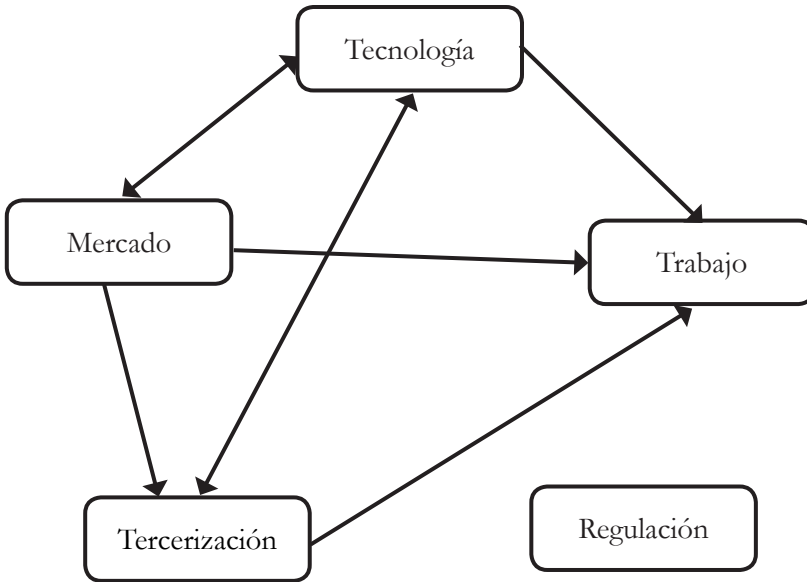 Tecnología
Mercado
Trabajo
Tercerización
Regulación